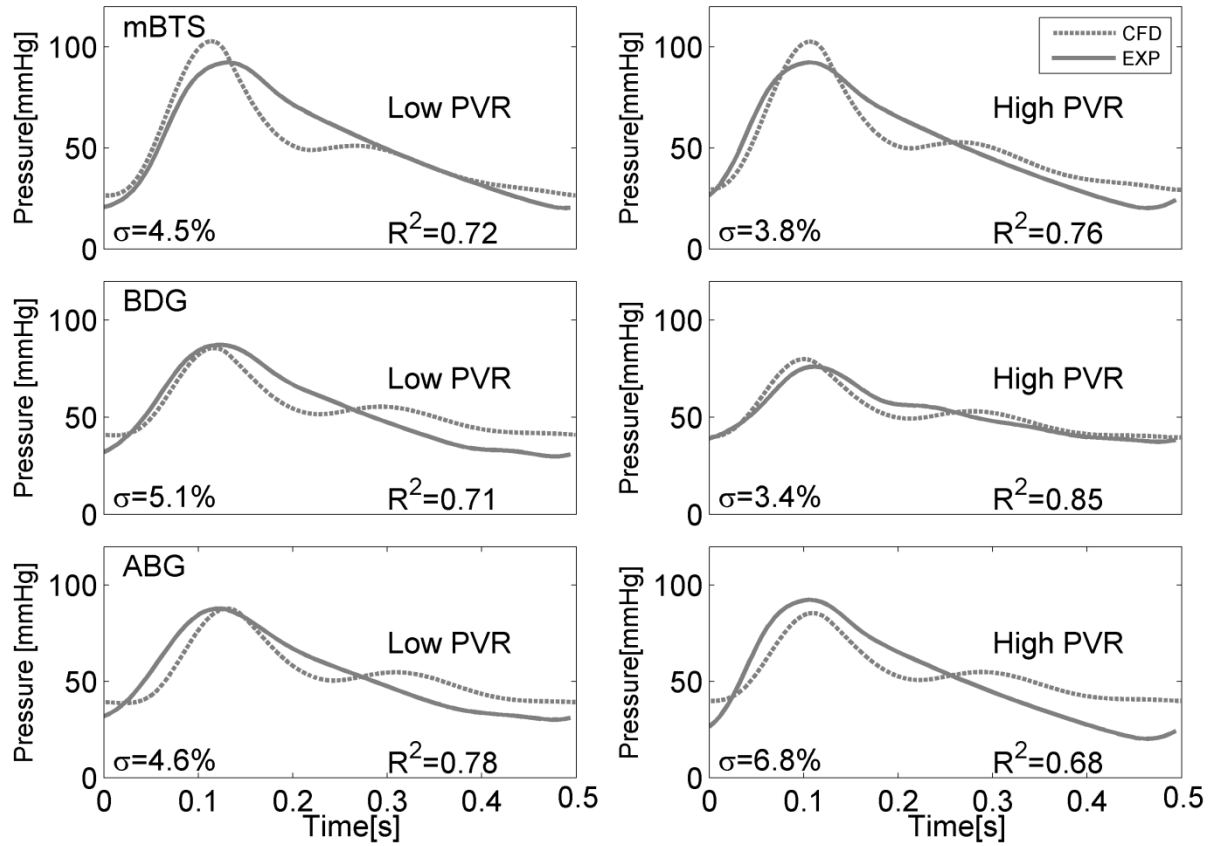 mBTS
Pressure[mmHg]
100
50
0
Low PVR
σ=4.5%
R²=0.72
Pressure[mmHg]
100
50
0
CFD
EXP
High PVR
σ=3.8%
R²=0.76
BDG
Pressure [mmHg]
100
50
0
Low PVR
σ=5.1%
R²=0.71
Pressure[mmHg]
100
50
0
High PVR
σ=3.4%
R²=0.85
ABG
Pressure [mmHg]
100
50
0
Low PVR
σ=4.6%
R²=0.78
0 0.1 0.2 0.3 0.4 0.5
Time[s]
Pressure[mmHg]
100
50
0
High PVR
σ=6.8%
R²=0.68
0 0.1 0.2 0.3 0.4 0.5
Time[s]